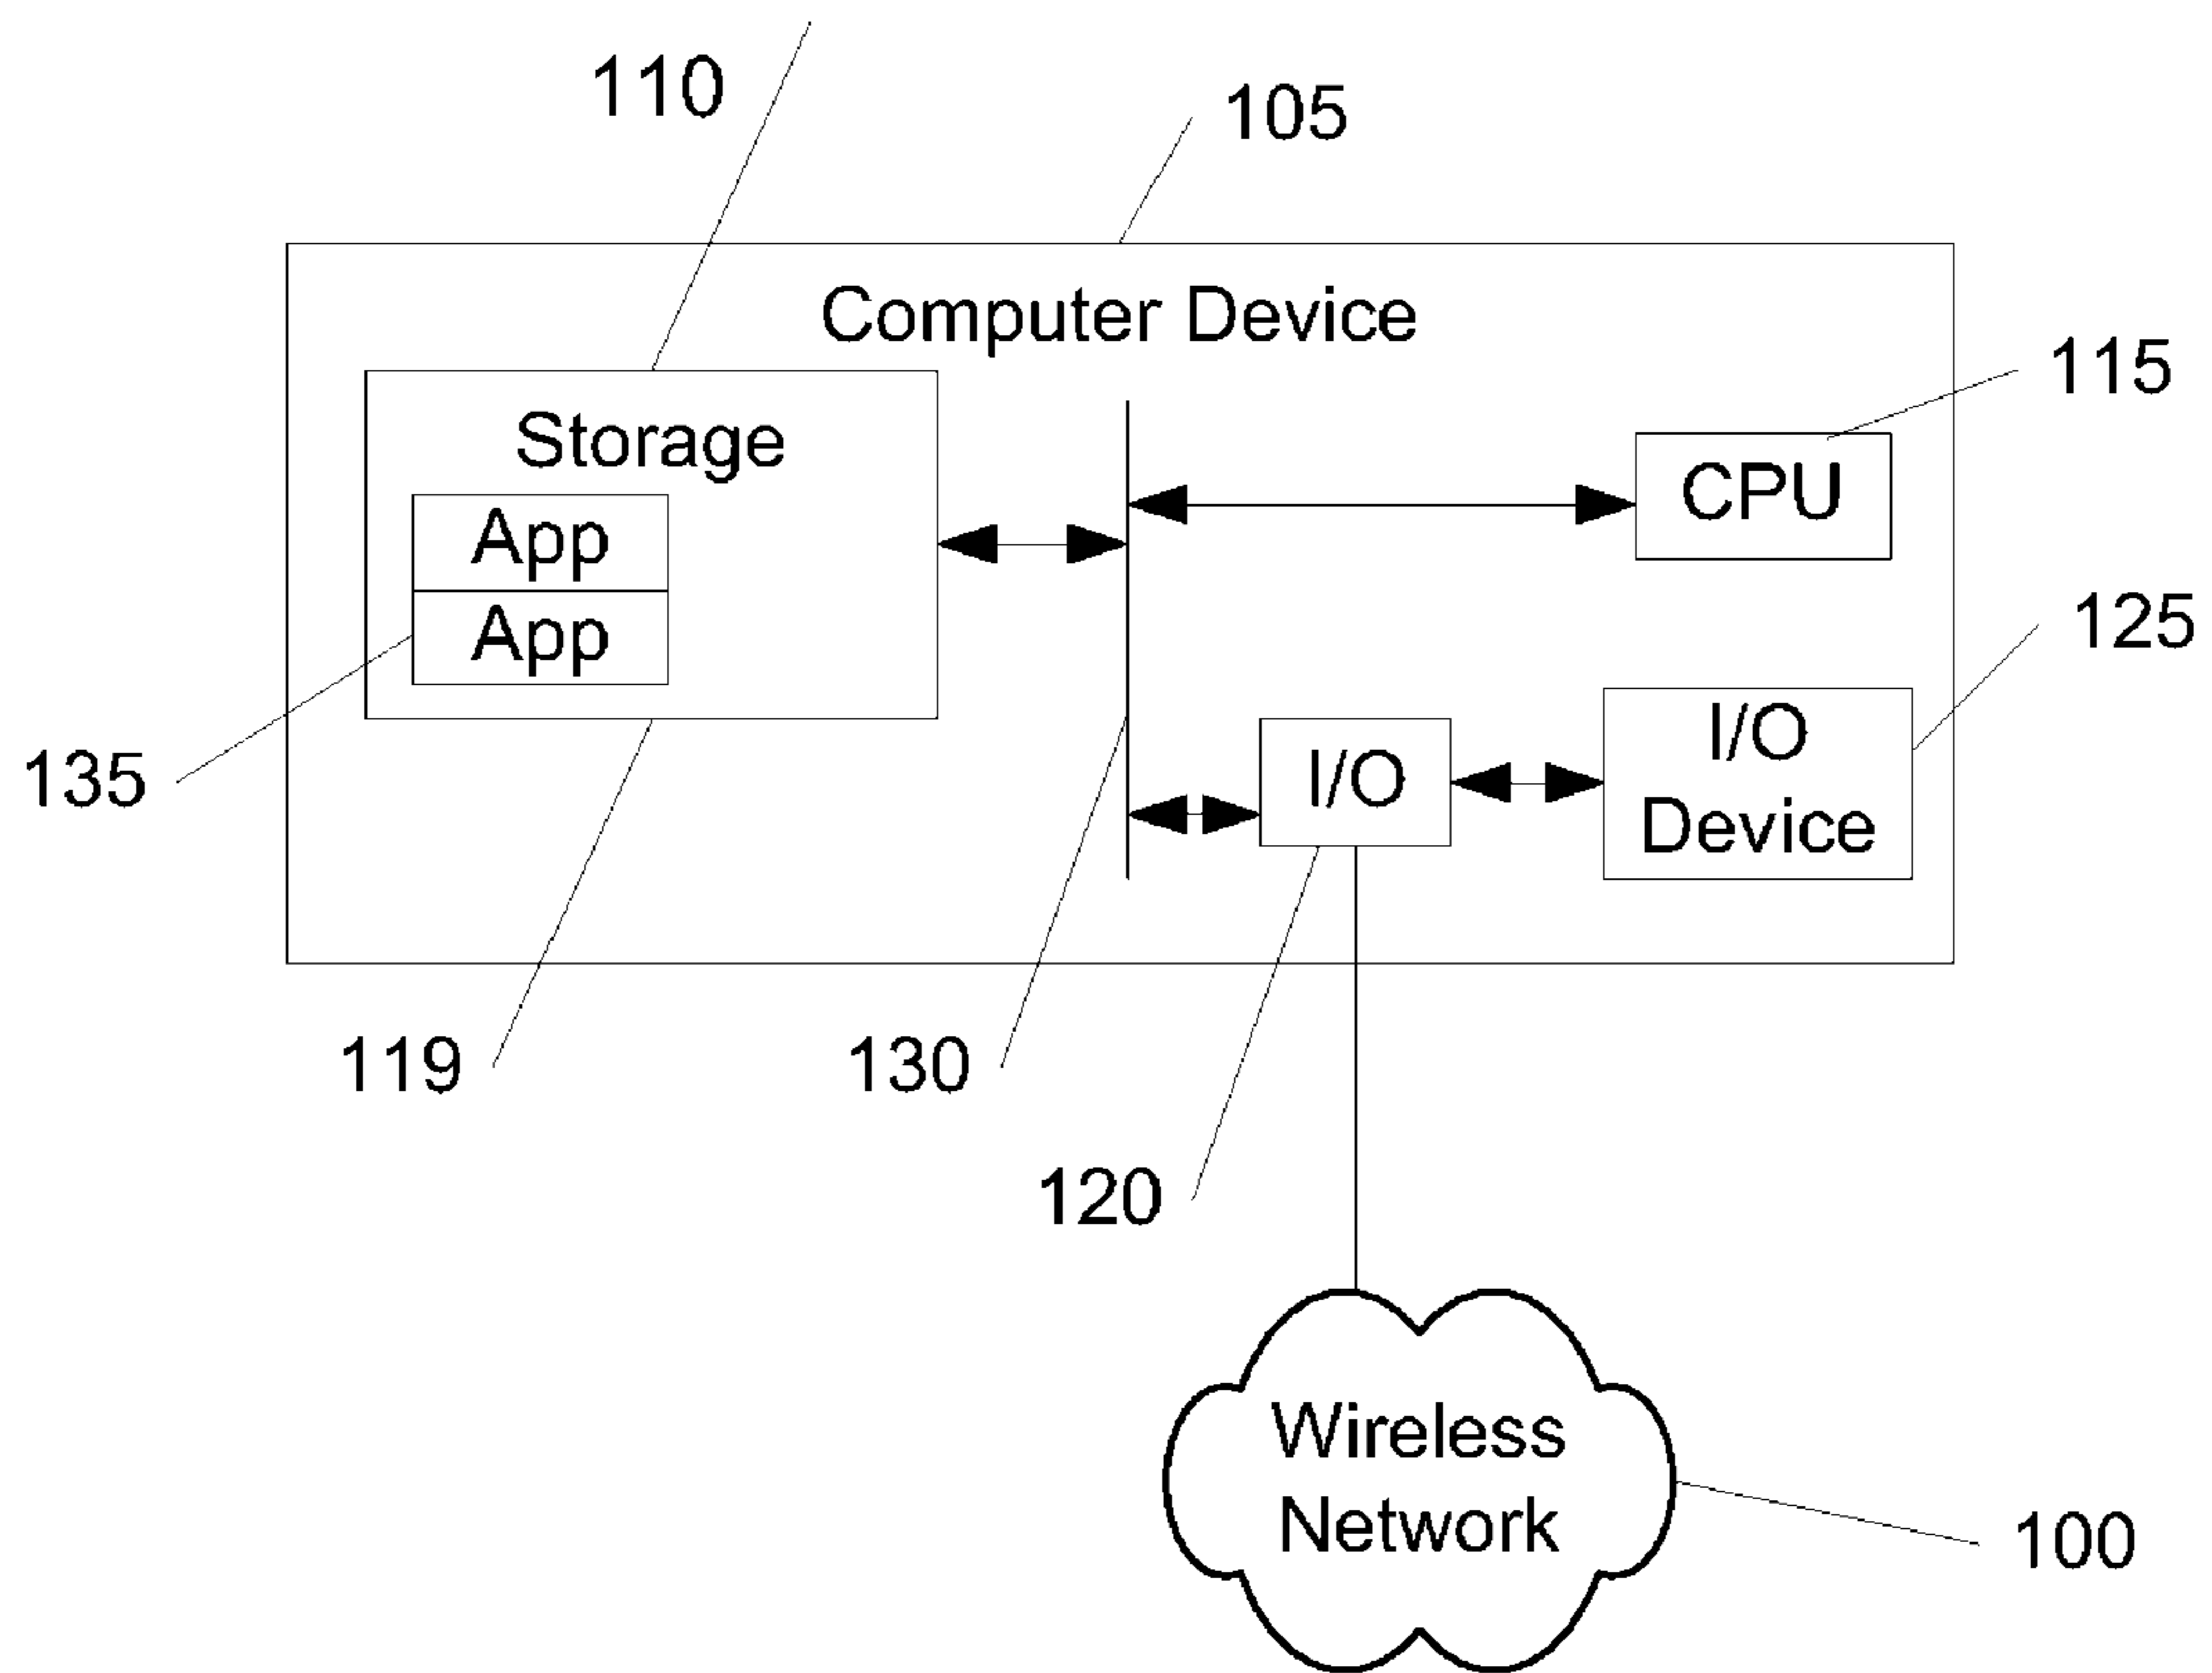 110
105
Computer Device
115
Storage
CPU
App
App
125
I/O
Device
I/O
135
119
130
120
Wireless
Network
100